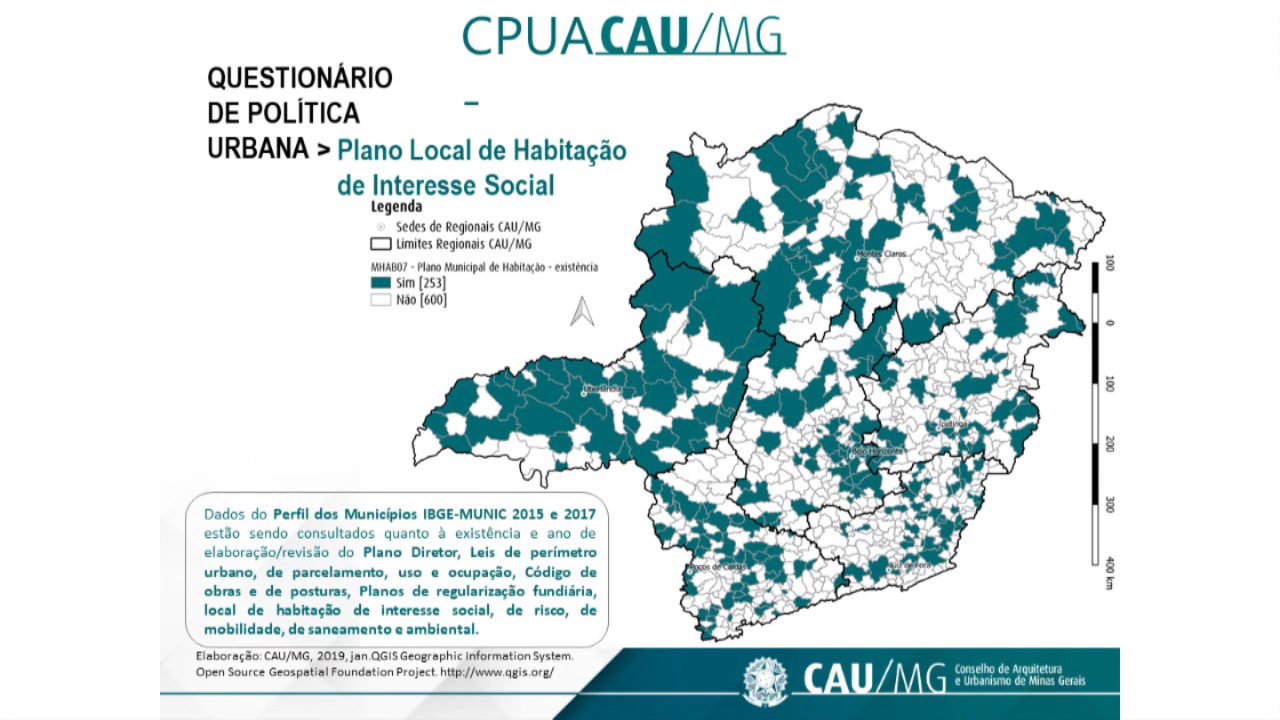 CPUACAU/MG
QUESTIONÁRIO
DE POLÍTICA
URBANA > Plano Local de Habitação
de Interesse Social
–
Legenda
Sedes de Regionais CAU/MG
Limites Regionais CAU/MG
MHAB07 - Plano Municipal de Habitação - existência
Sim [253]
Não [600]
Montes Claros
Uberlândia
Ipatinga
Belo Horizonte
Poços de Caldas
Juiz de Fora
100
0
100
200
300
400 km
Dados do Perfil dos Municípios IBGE-MUNIC 2015 e 2017
estão sendo consultados quanto à existência e ano de
elaboração/revisão do Plano Diretor, Leis de perímetro
urbano, de parcelamento, uso e ocupação, Código de
obras e de posturas, Planos de regularização fundiária,
local de habitação de interesse social, de risco, de
mobilidade, de saneamento e ambiental.
Elaboração: CAU/MG, 2019, jan.QGIS Geographic Information System.
Open Source Geospatial Foundation Project. http://www.qgis.org/
CAU/MG
Conselho de Arquitetura
e Urbanismo de Minas Gerais